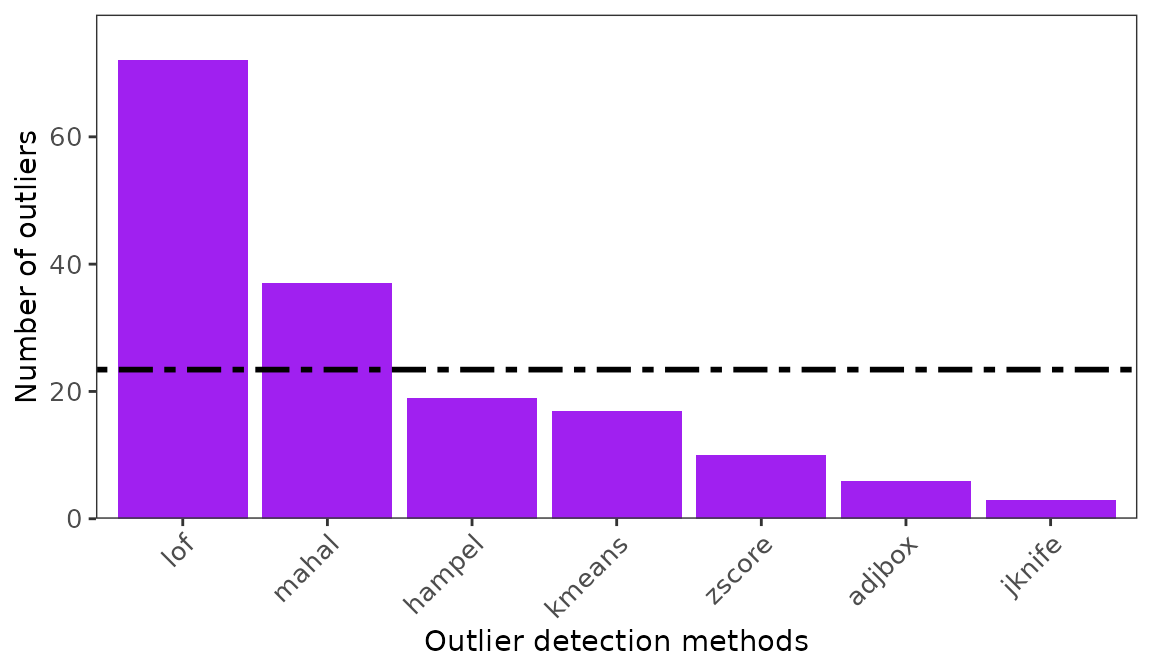 Number of outliers
60
40
20
0
lof
mahal
hampel
kmeans
zscore
adjbox
jknife
Outlier detection methods